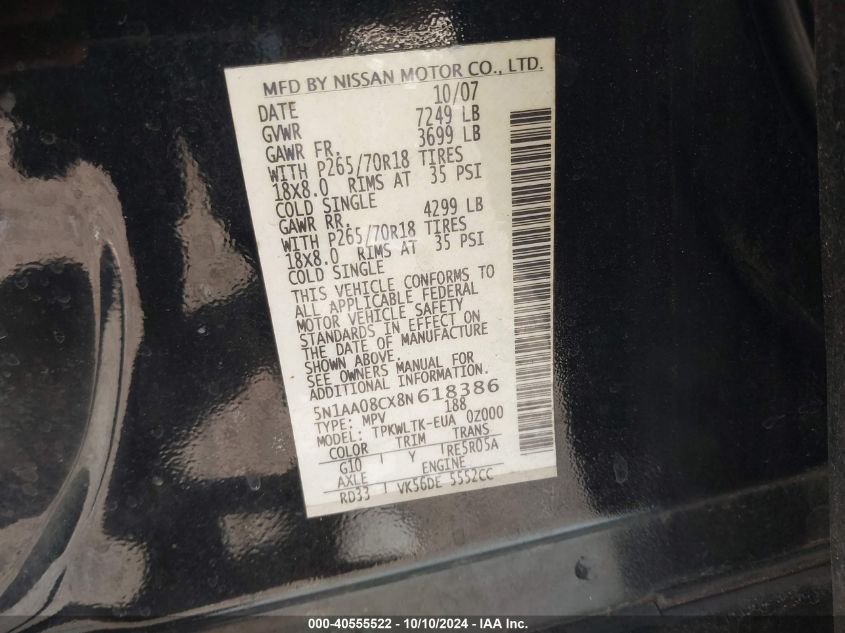 MFD BY NISSAN MOTOR CO., LTD.
DATE 10/07
GVWR 7249 LB
GAWR FR. 3699 LB
WITH P265/70R18 TIRES
18X8.0 RIMS AT 35 PSI
COLD SINGLE
GAWR RR. 4299 LB
WITH P265/70R18 TIRES
18X8.0 RIMS AT 35 PSI
COLD SINGLE
THIS VEHICLE CONFORMS TO
ALL APPLICABLE FEDERAL
MOTOR VEHICLE SAFETY
STANDARDS IN EFFECT ON
THE DATE OF MANUFACTURE
SHOWN ABOVE.
SEE OWNERS MANUAL FOR
ADDITIONAL INFORMATION.
5N1AA08CX8N618386
TYPE: MPV 188
MODEL: TPKWLTK-EUA 0Z000
COLOR TRIM TRANS
G10 Y RE5R05A
AXLE ENGINE
RD33 VK56DE 5552CC
000-40555522 - 10/10/2024 - IAA Inc.